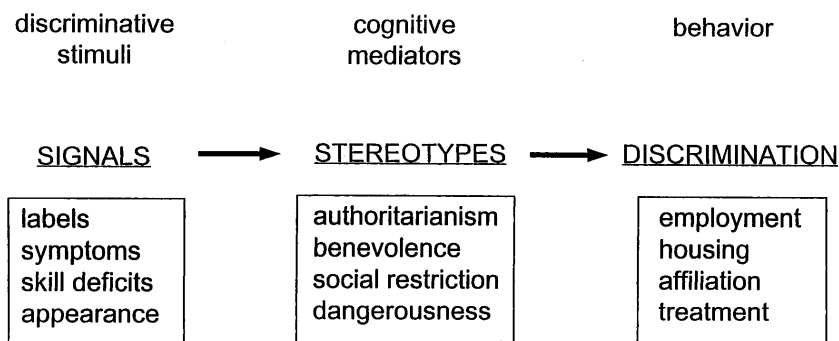 discriminative
stimuli
cognitive
mediators
behavior
SIGNALS
STEREOTYPES
DISCRIMINATION
labels
symptoms
skill deficits
appearance
authoritarianism
benevolence
social restriction
dangerousness
employment
housing
affiliation
treatment